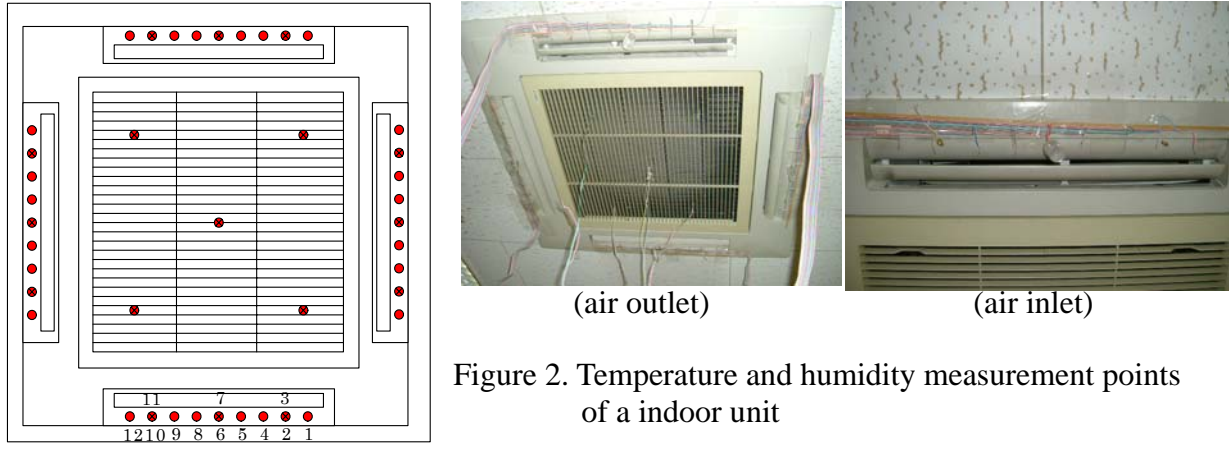 11 7 3
12 10 9 8 6 5 4 2 1
(air outlet)
(air inlet)
Figure 2. Temperature and humidity measurement points
of a indoor unit